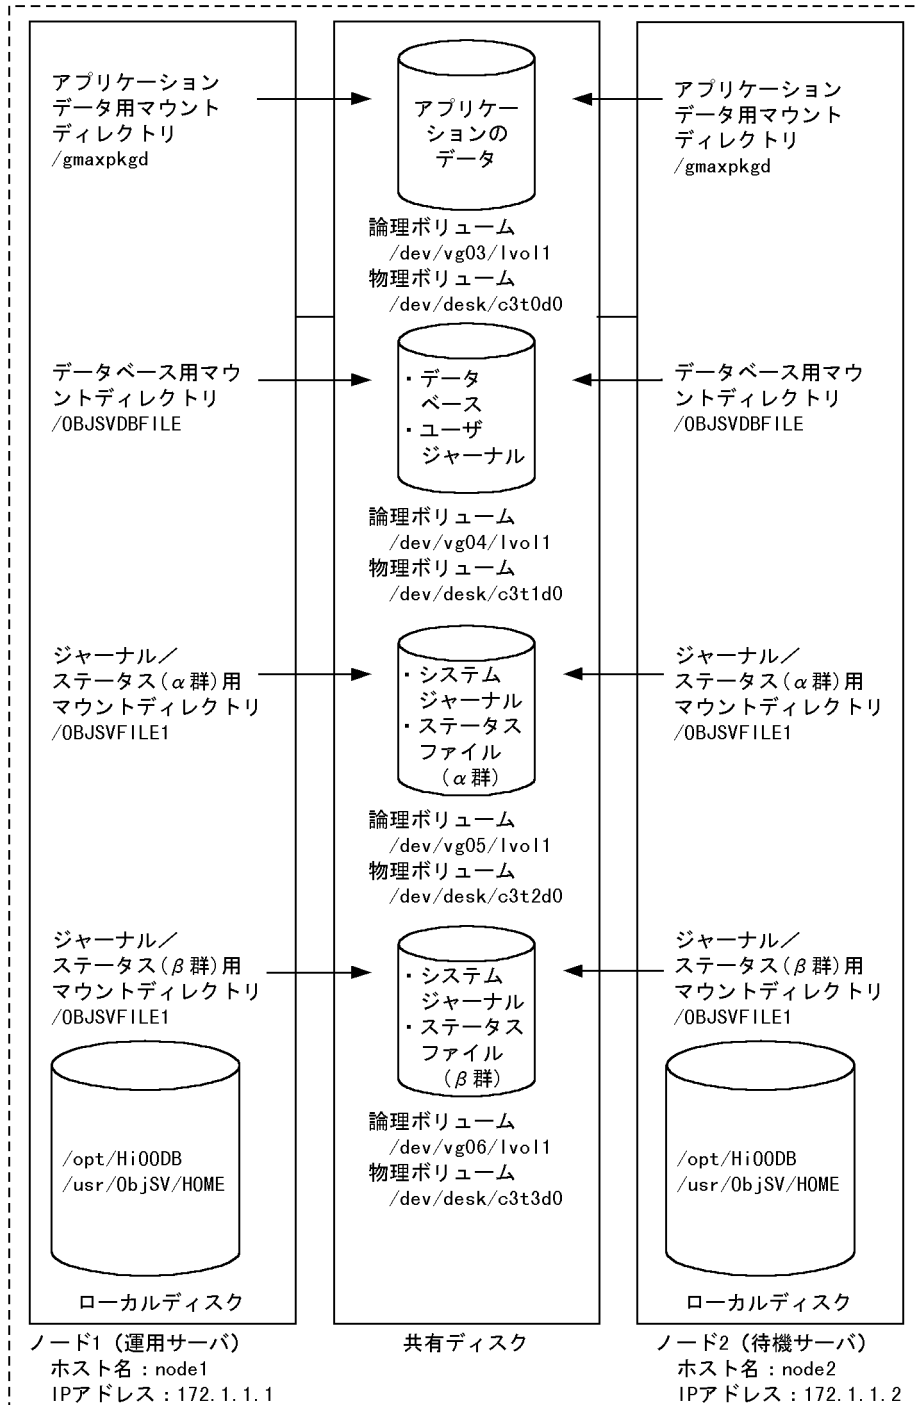 アプリケーション
データ用マウント
ディレクトリ
/gmaxpkgd
データベース用マウ
ントディレクトリ
/OBJSVDBFILE
ジャーナル／
ステータス(α群)用
マウントディレクトリ
/OBJSVFILE1
ジャーナル／
ステータス(β群)用
マウントディレクトリ
/OBJSVFILE1
/opt/HiOODB
/usr/ObjSV/HOME
ローカルディスク
ノード1（運用サーバ）
ホスト名：node1
IPアドレス：172.1.1.1
アプリケー
ションの
データ
論理ボリューム
/dev/vg03/lvol1
物理ボリューム
/dev/desk/c3t0d0
・データ
ベース
・ユーザ
ジャーナル
論理ボリューム
/dev/vg04/lvol1
物理ボリューム
/dev/desk/c3t1d0
・システム
ジャーナル
・ステータス
ファイル
（α群）
論理ボリューム
/dev/vg05/lvol1
物理ボリューム
/dev/desk/c3t2d0
・システム
ジャーナル
・ステータス
ファイル
（β群）
論理ボリューム
/dev/vg06/lvol1
物理ボリューム
/dev/desk/c3t3d0
共有ディスク
アプリケーション
データ用マウント
ディレクトリ
/gmaxpkgd
データベース用マウ
ントディレクトリ
/OBJSVDBFILE
ジャーナル／
ステータス(α群)用
マウントディレクトリ
/OBJSVFILE1
ジャーナル／
ステータス(β群)用
マウントディレクトリ
/OBJSVFILE1
/opt/HiOODB
/usr/ObjSV/HOME
ローカルディスク
ノード2（待機サーバ）
ホスト名：node2
IPアドレス：172.1.1.2